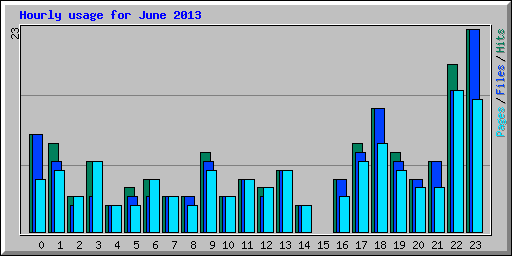 Hourly usage for June 2013
23
Pages / Files / Hits
0 1 2 3 4 5 6 7 8 9 10 11 12 13 14 15 16 17 18 19 20 21 22 23